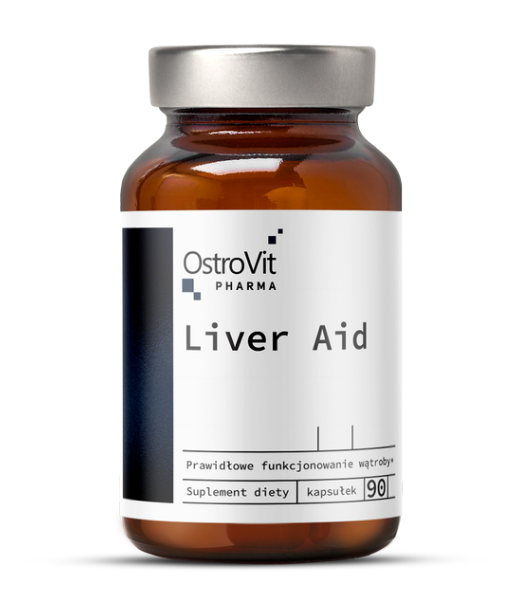 OstroVit
PHARMA
Liver Aid
Prawidłowe funkcjonowanie wątroby*
Suplement diety kapsułek 90